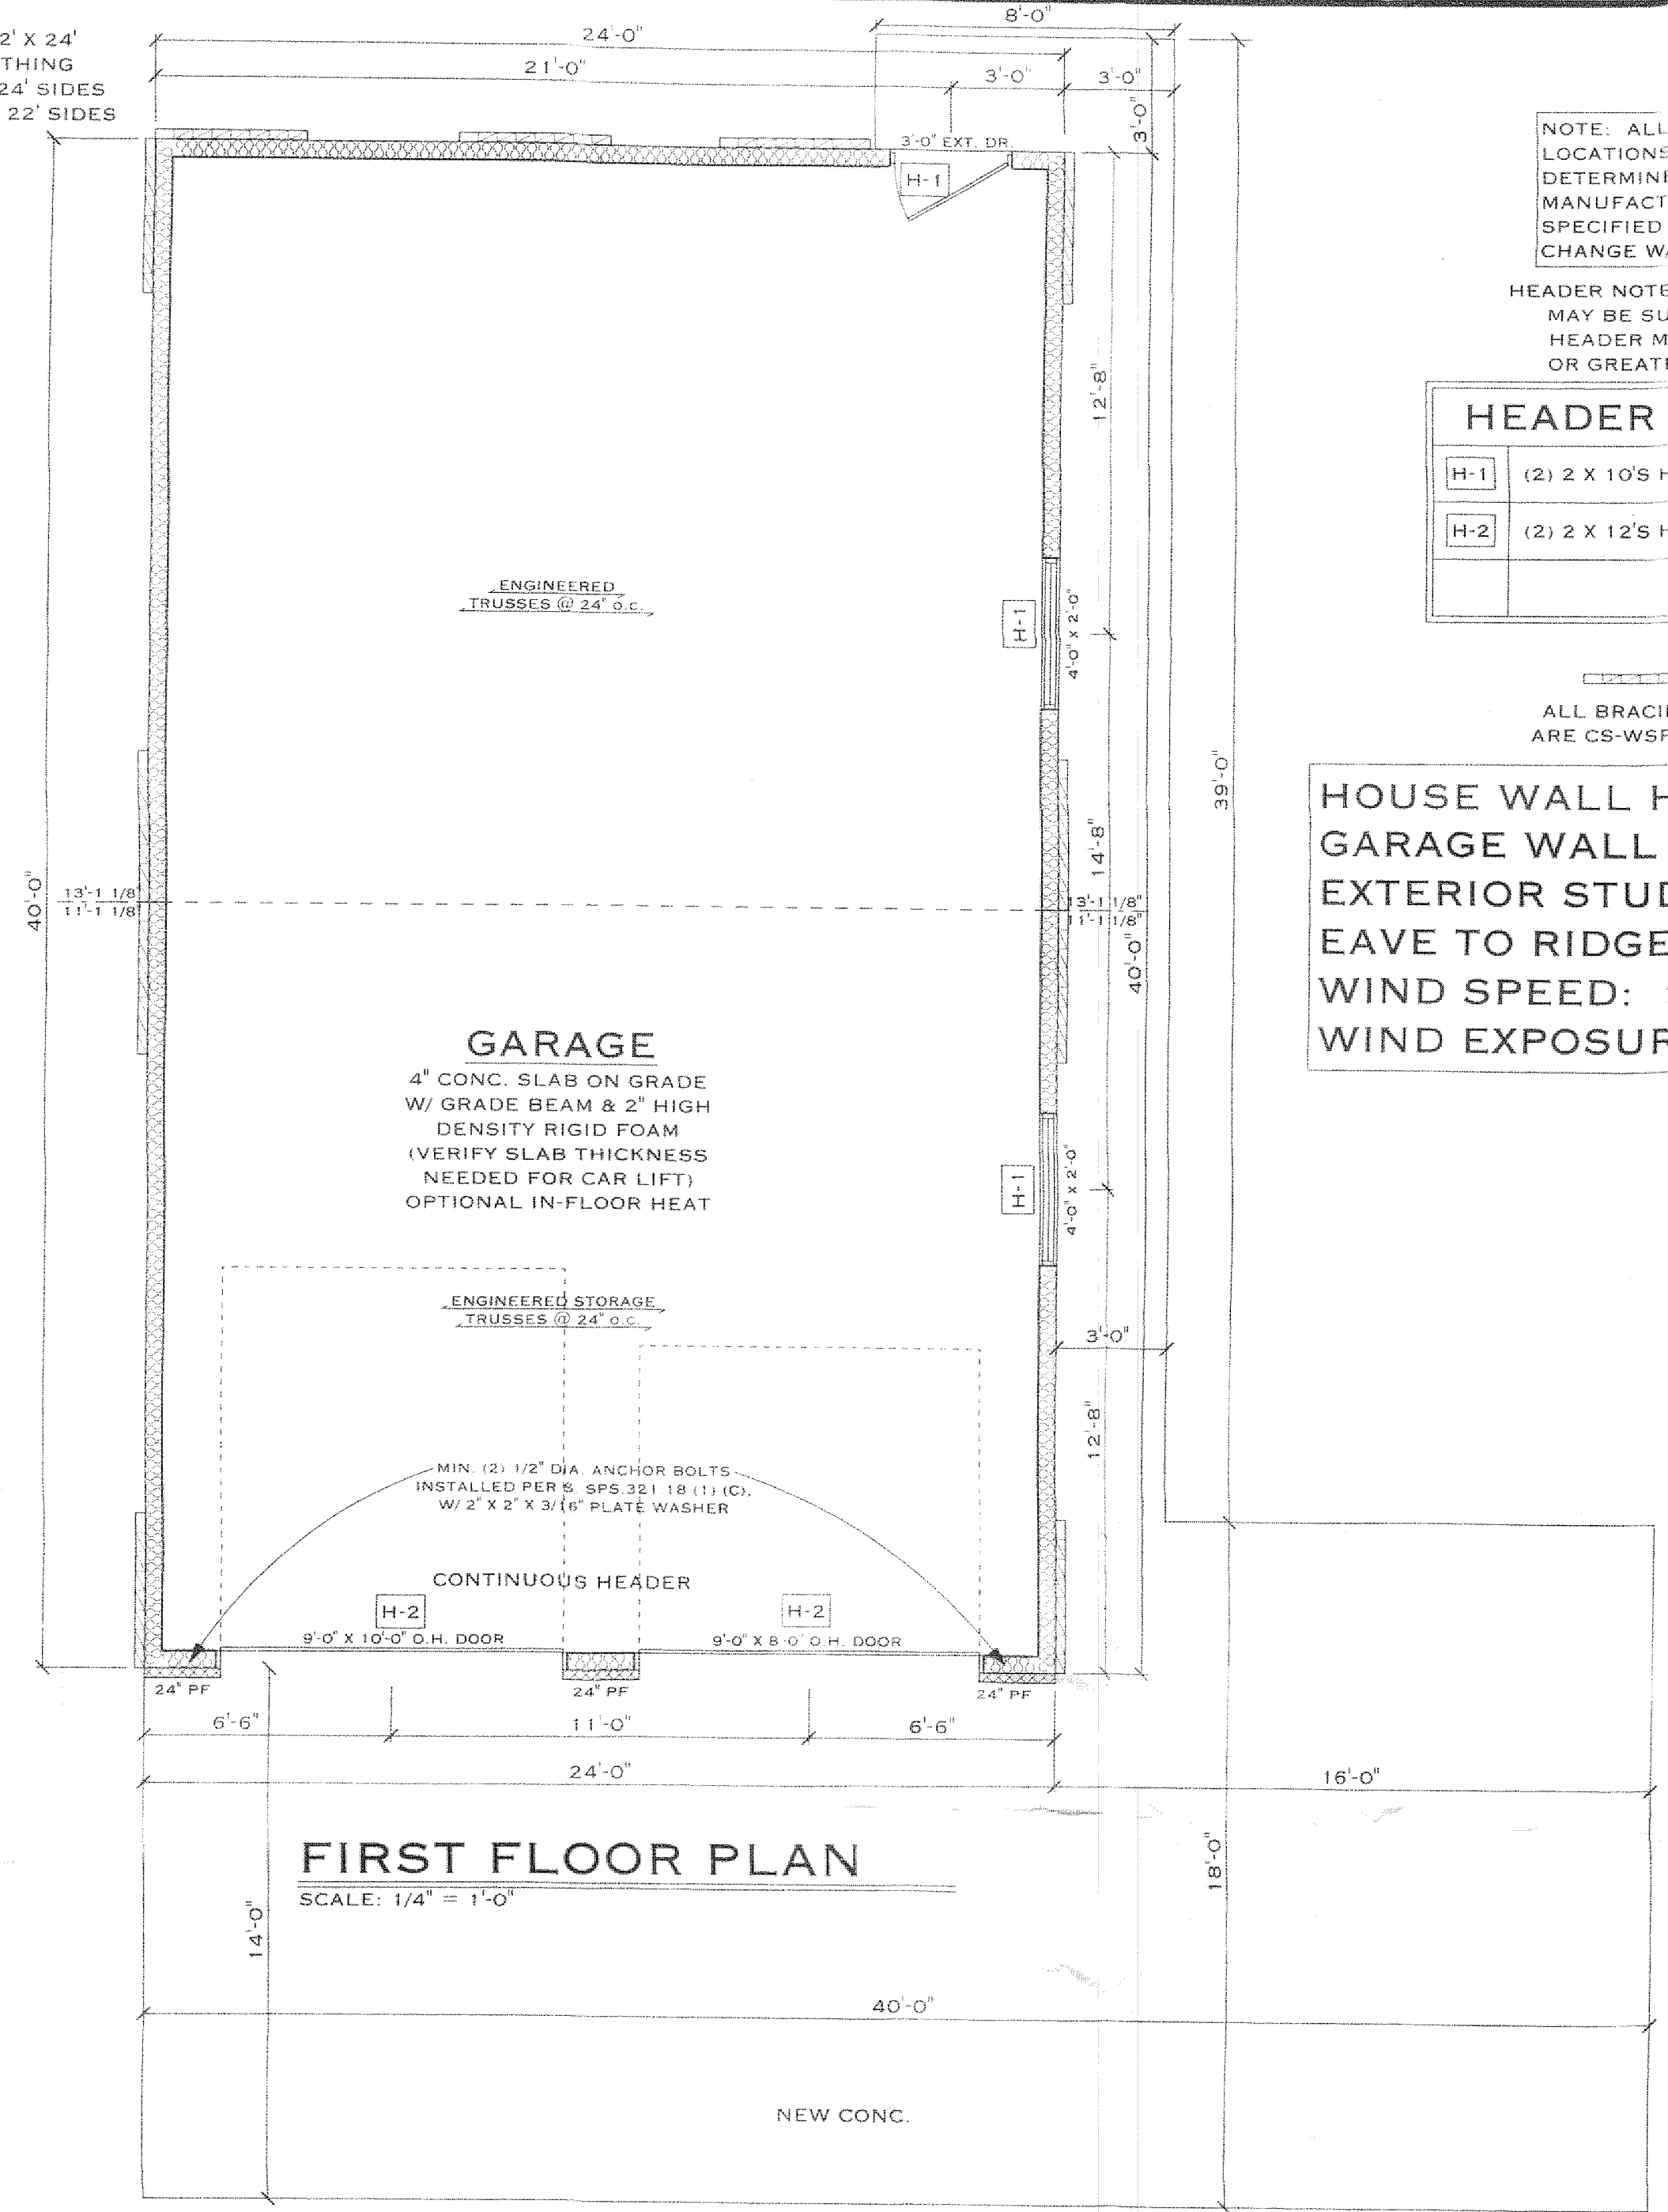 2' X 24'
THING
24' SIDES
22' SIDES
8'-0"
24'-0"
21'-0"
3'-0"
3'-0"
3'-0"
3'-0" EXT. DR.
H-1
NOTE: ALL
LOCATIONS
DETERMIN
MANUFACT
SPECIFIED
CHANGE W
HEADER NOTE
MAY BE SU
HEADER M
OR GREAT
HEADER
H-1 (2) 2 X 10'S H
H-2 (2) 2 X 12'S H
ALL BRACI
ARE CS-WSP
HOUSE WALL H
GARAGE WALL
EXTERIOR STUD
EAVE TO RIDGE
WIND SPEED:
WIND EXPOSUR
12'-8"
ENGINEERED
TRUSSES @ 24" o.c.
H-1
4'-0" X 2'-0"
39'-0"
14'-8"
40'-0"
13'-1 1/8"
11'-1 1/8"
13'-1 1/8"
11'-1 1/8"
40'-0"
GARAGE
4" CONC. SLAB ON GRADE
W/ GRADE BEAM & 2" HIGH
DENSITY RIGID FOAM
(VERIFY SLAB THICKNESS
NEEDED FOR CAR LIFT)
OPTIONAL IN-FLOOR HEAT
H-1
4'-0" X 2'-0"
ENGINEERED STORAGE
TRUSSES @ 24" o.c.
3'-0"
12'-8"
MIN. (2) 1/2" DIA. ANCHOR BOLTS
INSTALLED PER S. SPS.321.18 (1) (C),
W/ 2" X 2" X 3/16" PLATE WASHER
CONTINUOUS HEADER
H-2
H-2
9'-0" X 10'-0" O.H. DOOR
9'-0" X 8'-0" O.H. DOOR
24" PF
24" PF
24" PF
6'-6"
11'-0"
6'-6"
24'-0"
16'-0"
FIRST FLOOR PLAN
SCALE: 1/4" = 1'-0"
14'-0"
18'-0"
40'-0"
NEW CONC.